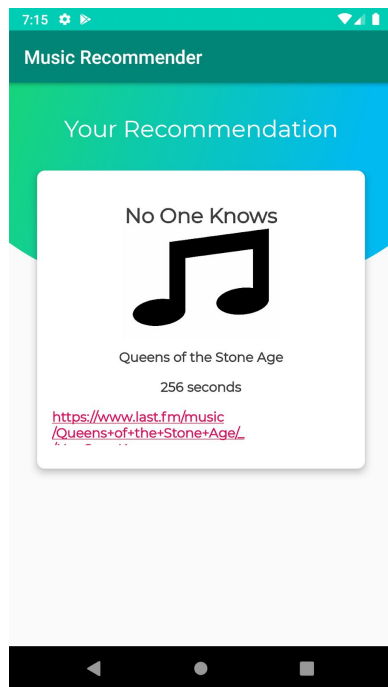 7:15
Music Recommender
Your Recommendation
No One Knows
Queens of the Stone Age
256 seconds
https://www.last.fm/music
/Queens+of+the+Stone+Age/_